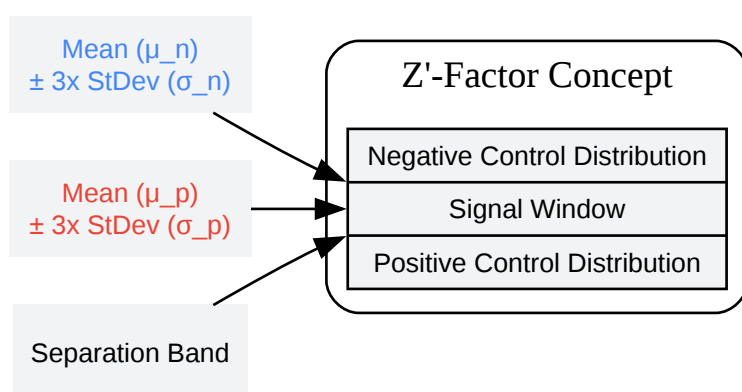 Mean (μ_n)
± 3x StDev (σ_n)
Mean (μ_p)
± 3x StDev (σ_p)
Separation Band
Z'-Factor Concept
Negative Control Distribution
Signal Window
Positive Control Distribution